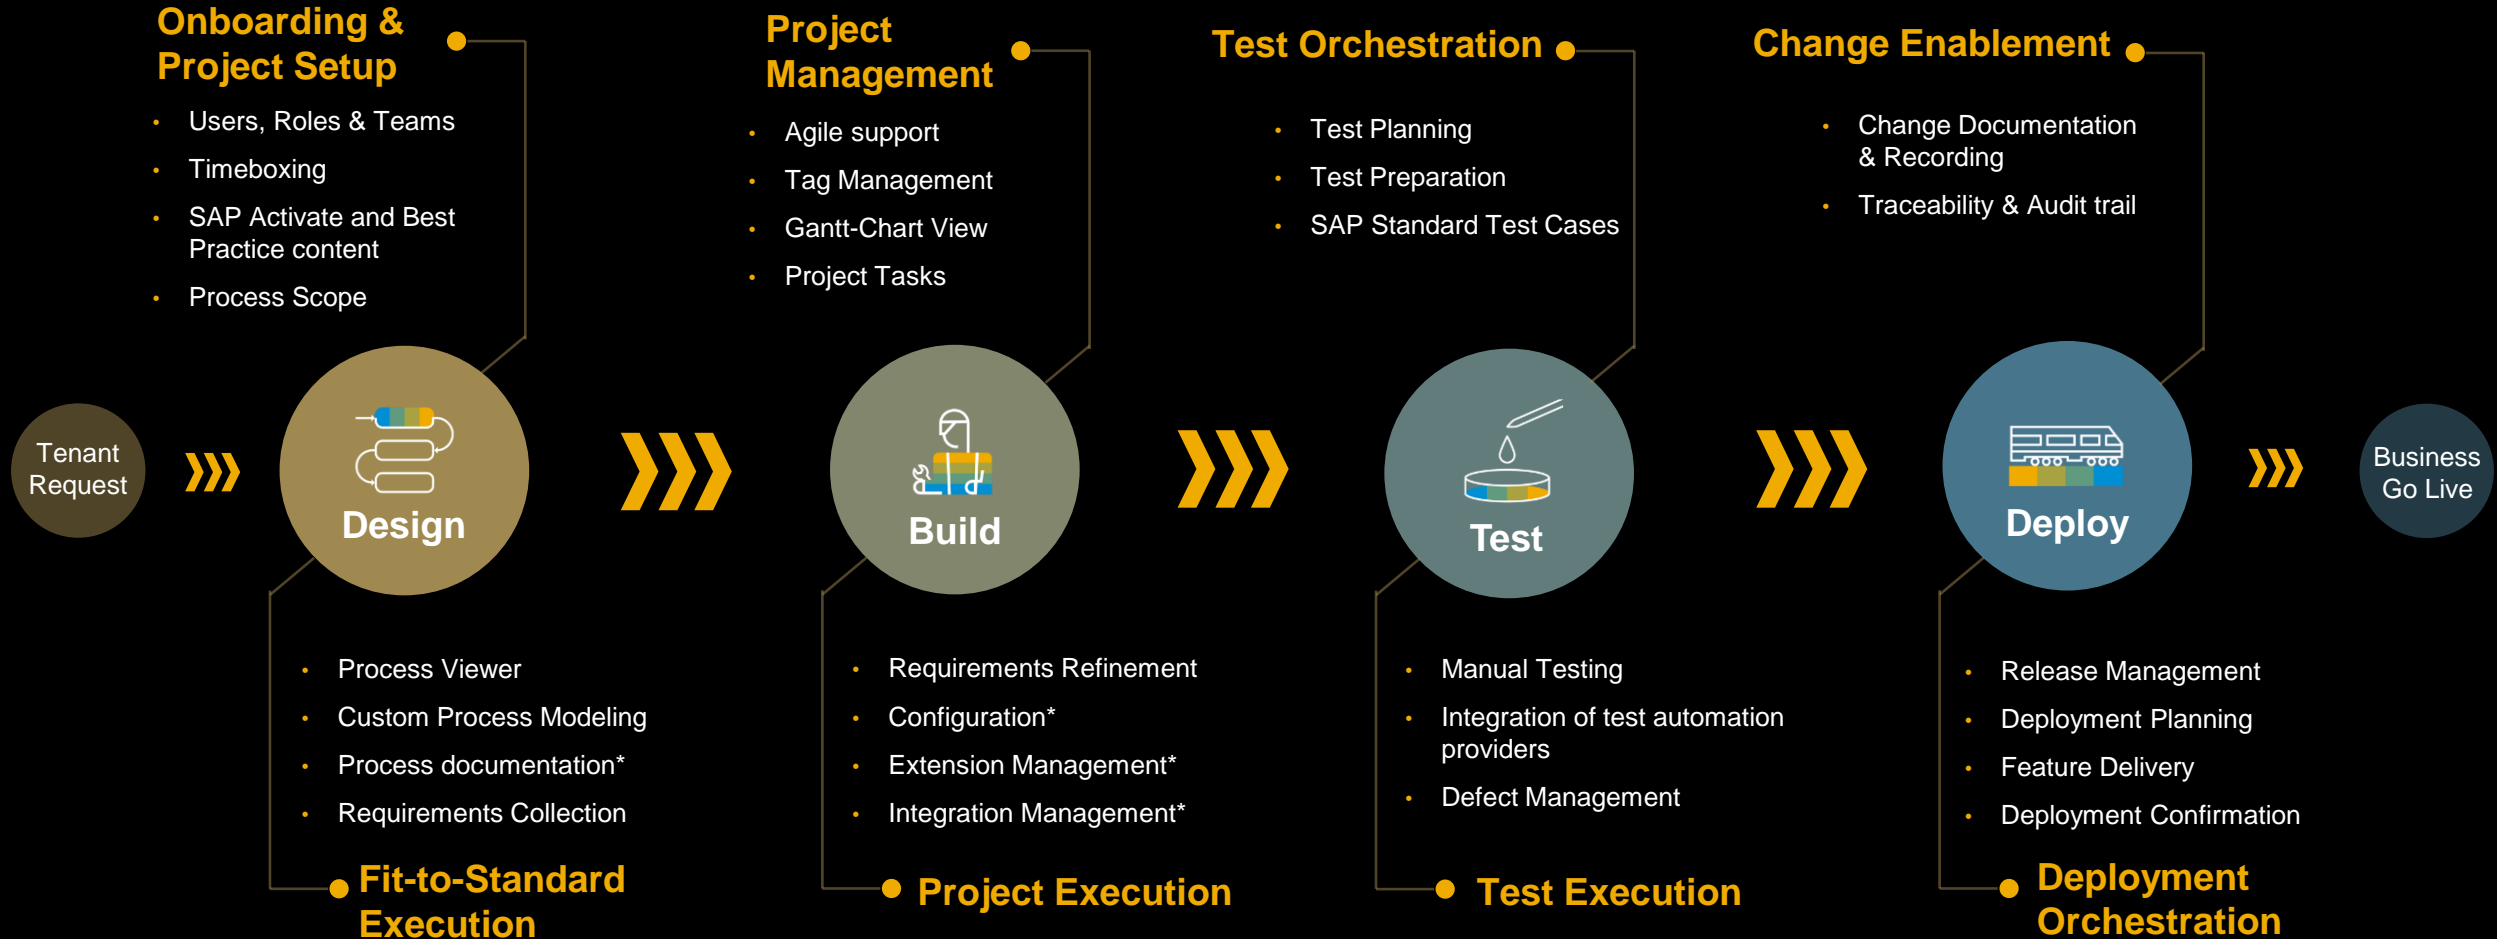 Onboarding &
Project Setup
• Users, Roles & Teams
• Timeboxing
• SAP Activate and Best
Practice content
• Process Scope
Project
Management
• Agile support
• Tag Management
• Gantt-Chart View
• Project Tasks
Test Orchestration
• Test Planning
• Test Preparation
• SAP Standard Test Cases
Change Enablement
• Change Documentation
& Recording
• Traceability & Audit trail
Tenant
Request
Design
Build
Test
Deploy
Business
Go Live
• Process Viewer
• Custom Process Modeling
• Process documentation*
• Requirements Collection
Fit-to-Standard
Execution
• Requirements Refinement
• Configuration*
• Extension Management*
• Integration Management*
Project Execution
• Manual Testing
• Integration of test automation
providers
• Defect Management
Test Execution
• Release Management
• Deployment Planning
• Feature Delivery
• Deployment Confirmation
Deployment
Orchestration